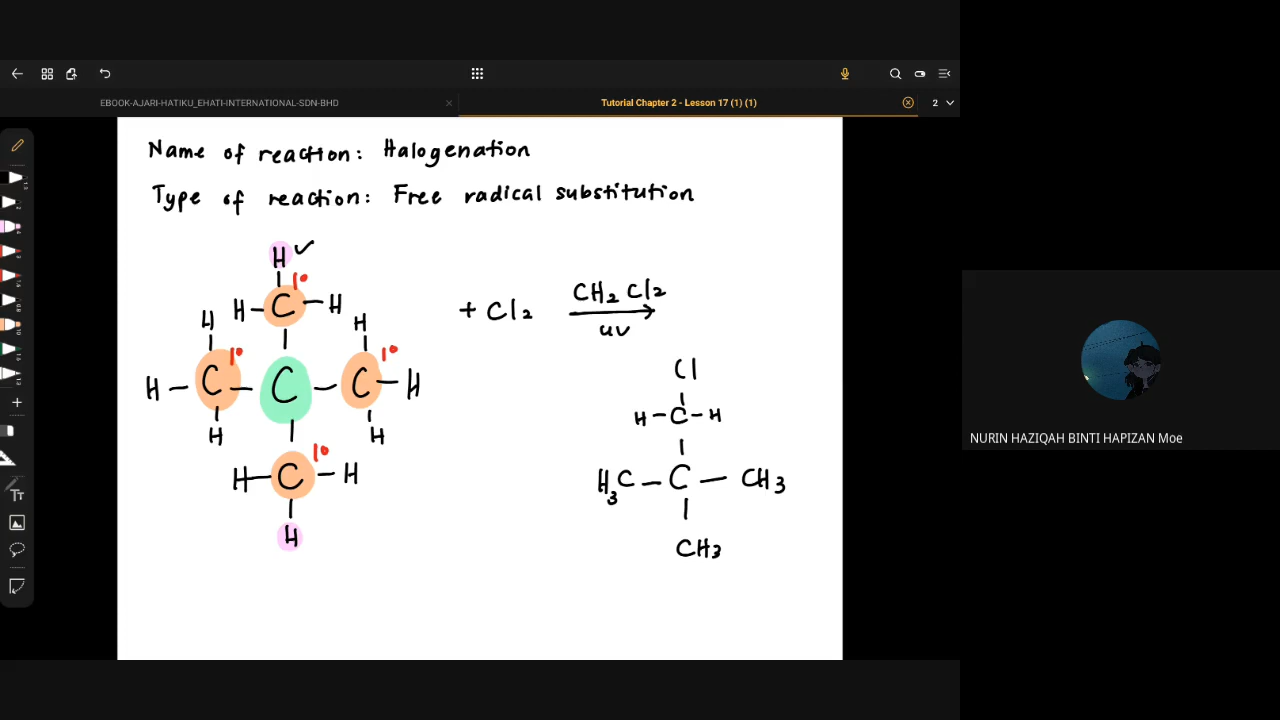 EBOOK-AJARI-HATIKU_EHATI-INTERNATIONAL-SDN-BHD
Tutorial Chapter 2 - Lesson 17 (1) (1)
2
Name of reaction: Halogenation
Type of reaction: Free radical substitution
H ✓
1°
H-C-H
H H
+ Cl2
CH2Cl2
uv
1° 1°
H-C-C-C-H
H H
1°
H-C-H
H
Cl
H-C-H
H3C-C-CH3
CH3
Tt
NURIN HAZIQAH BINTI HAPIZAN Moe